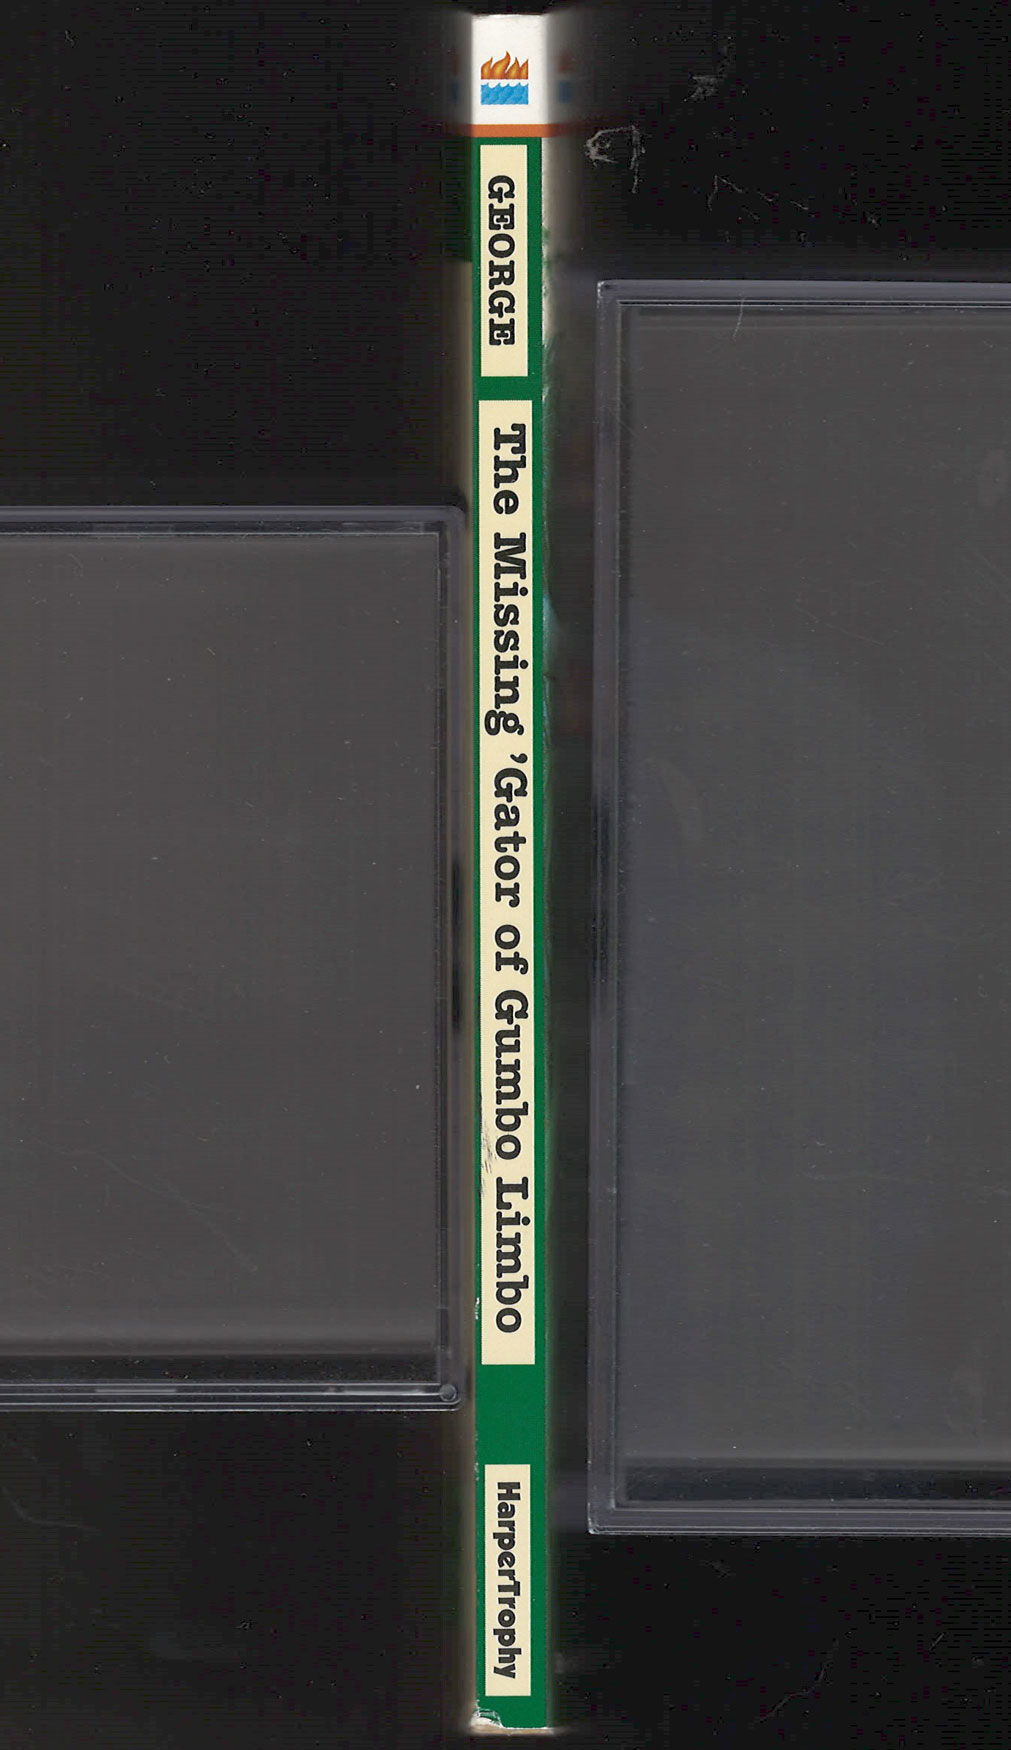 GEORGE
The Missing 'Gator of Gumbo Limbo
HarperTrophy